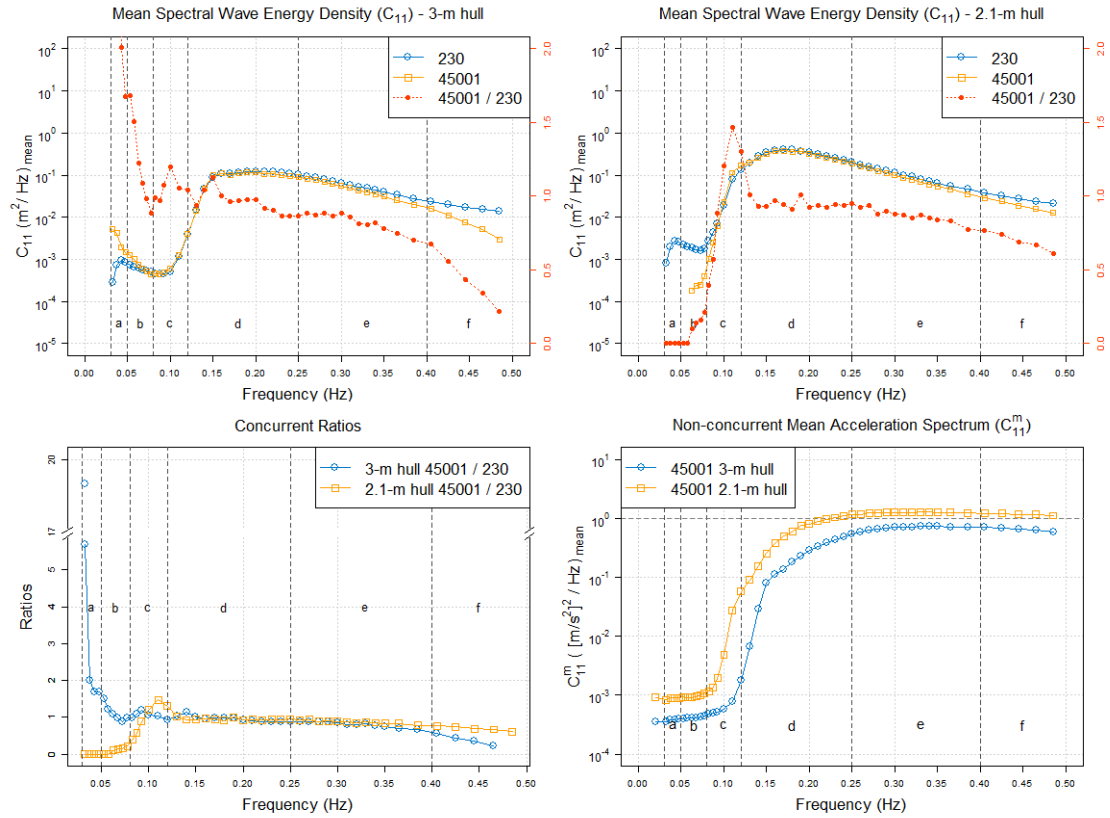 Mean Spectral Wave Energy Density (C₁₁) - 3-m hull
C₁₁ (m²/ Hz) mean
10² 10¹ 10⁰ 10⁻¹ 10⁻² 10⁻³ 10⁻⁴ 10⁻⁵
230
45001
45001 / 230
2.0 1.5 1.0 0.5 0.0
a b c d e f
0.00 0.05 0.10 0.15 0.20 0.25 0.30 0.35 0.40 0.45 0.50
Frequency (Hz)
Mean Spectral Wave Energy Density (C₁₁) - 2.1-m hull
C₁₁ (m²/ Hz) mean
10² 10¹ 10⁰ 10⁻¹ 10⁻² 10⁻³ 10⁻⁴ 10⁻⁵
230
45001
45001 / 230
2.0 1.5 1.0 0.5 0.0
a b c d e f
0.00 0.05 0.10 0.15 0.20 0.25 0.30 0.35 0.40 0.45 0.50
Frequency (Hz)
Concurrent Ratios
Ratios
20 17 5 4 3 2 1 0
3-m hull 45001 / 230
2.1-m hull 45001 / 230
a b c d e f
0.00 0.05 0.10 0.15 0.20 0.25 0.30 0.35 0.40 0.45 0.50
Frequency (Hz)
Non-concurrent Mean Acceleration Spectrum (C₁₁ᵐ)
C₁₁ᵐ ( [m/s²]² / Hz) mean
10¹ 10⁰ 10⁻¹ 10⁻² 10⁻³ 10⁻⁴
45001 3-m hull
45001 2.1-m hull
a b c d e f
0.00 0.05 0.10 0.15 0.20 0.25 0.30 0.35 0.40 0.45 0.50
Frequency (Hz)